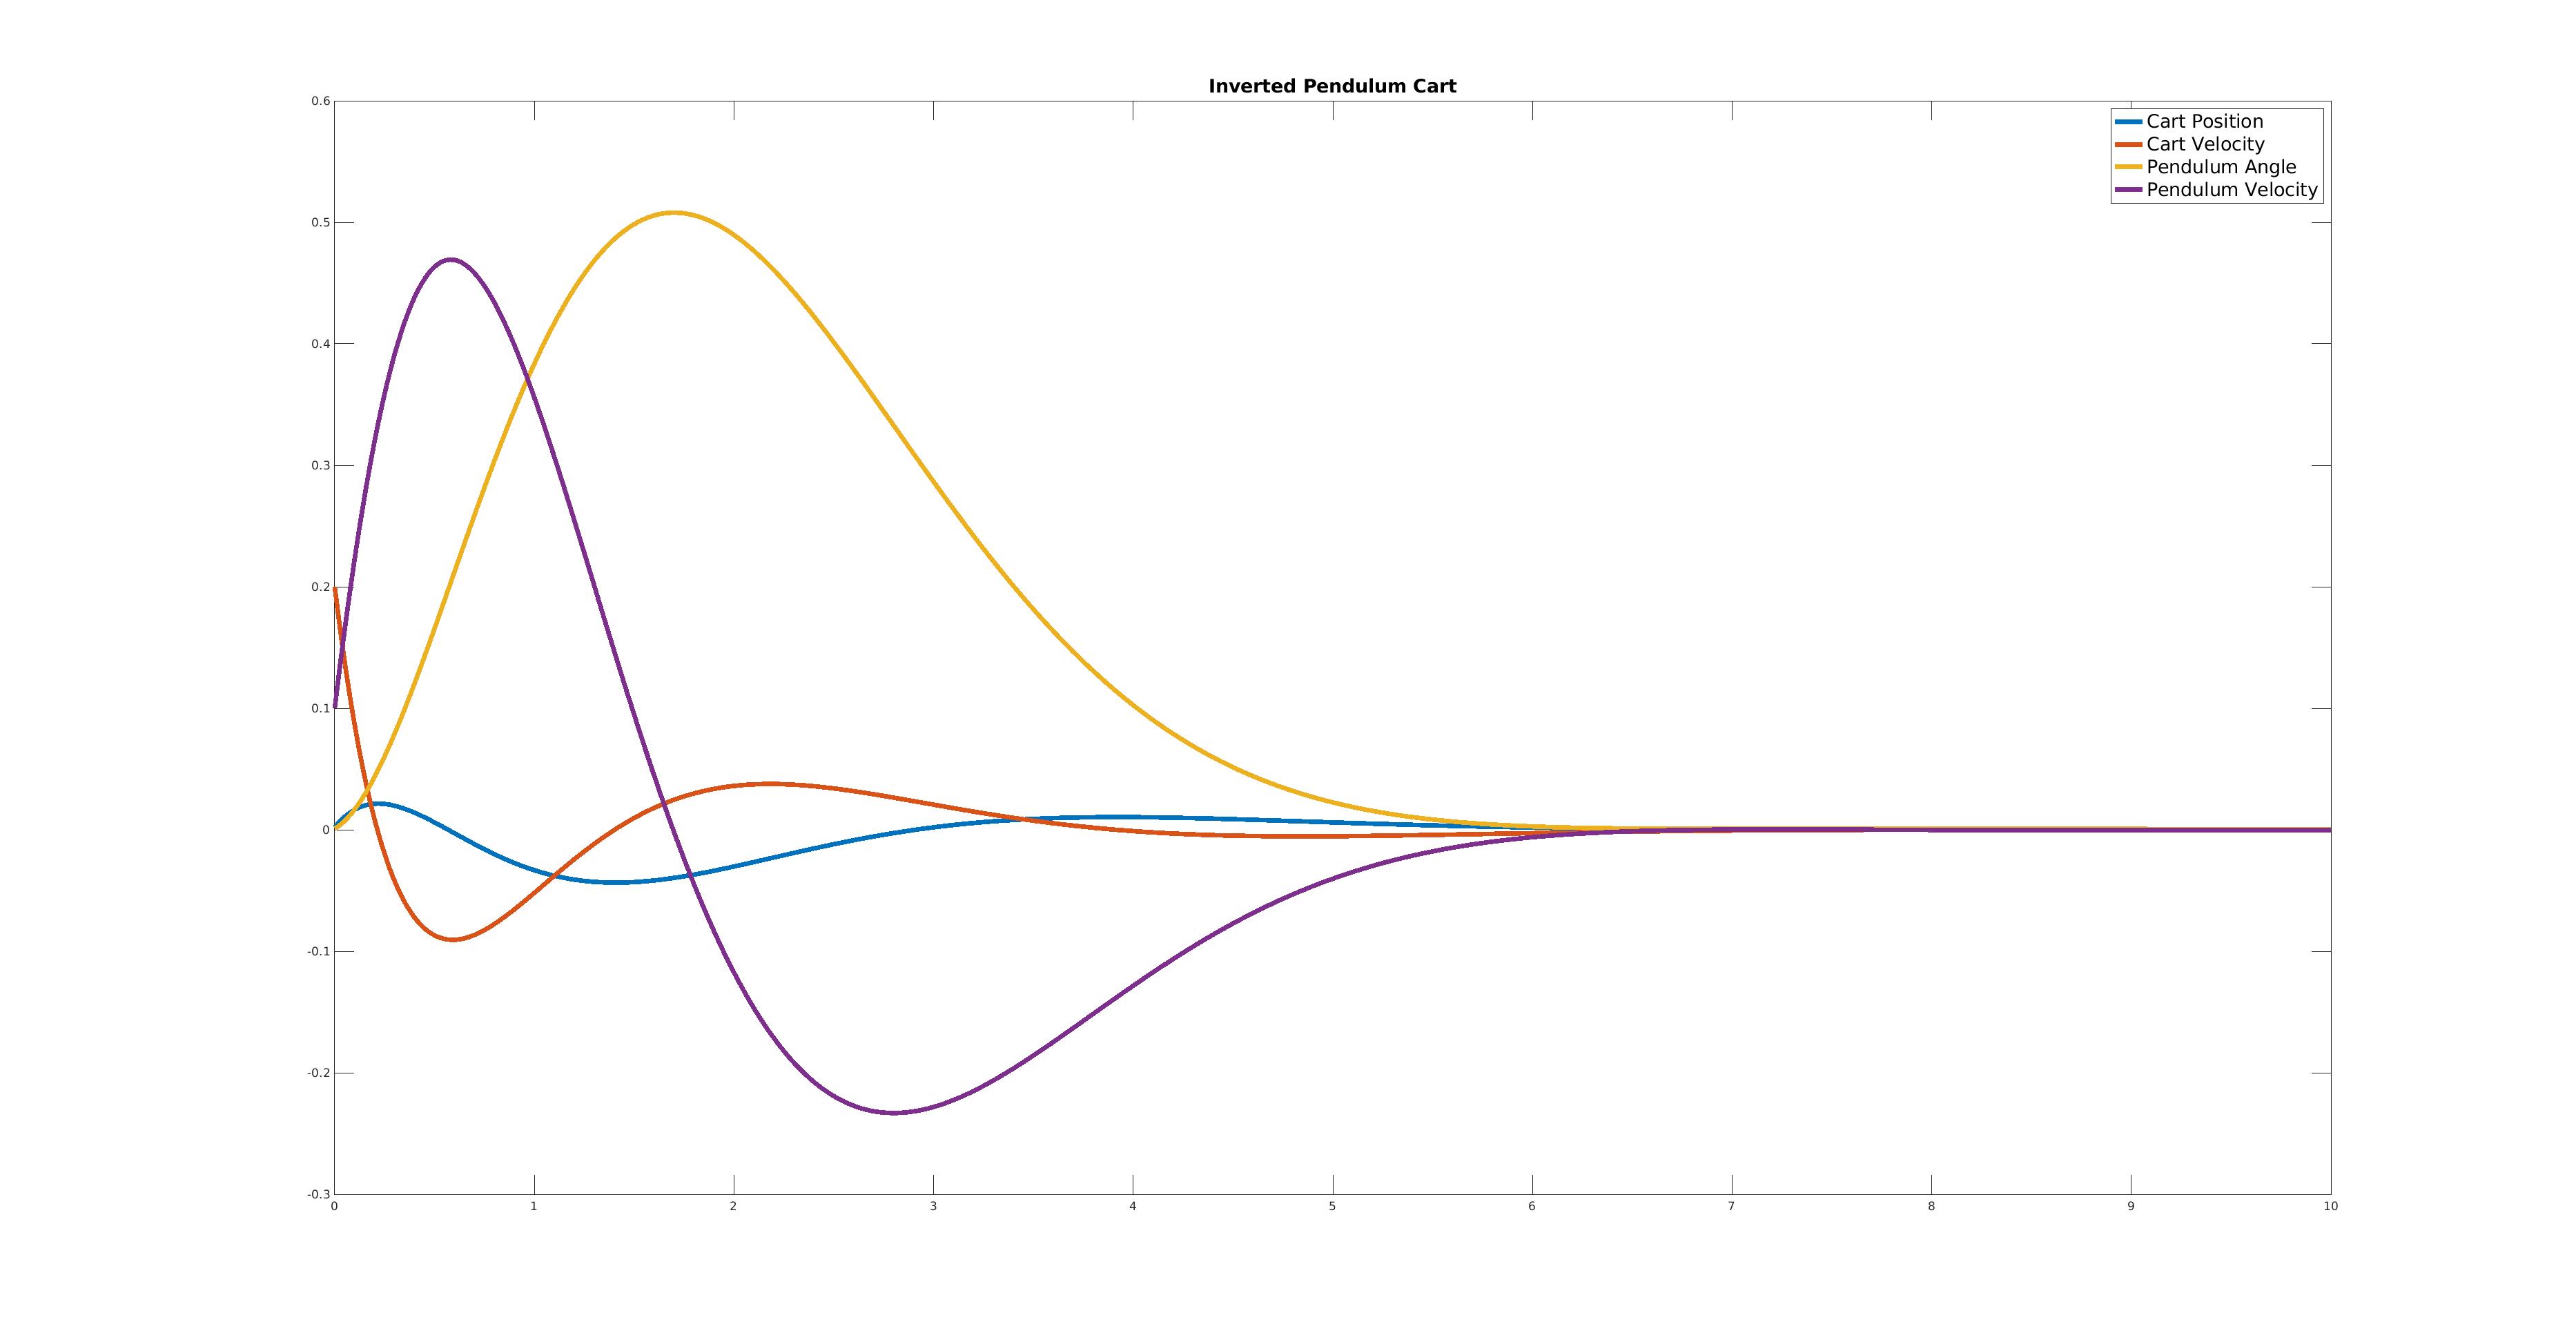 Inverted Pendulum Cart
0.6
0.5
0.4
0.3
0.2
0.1
0
-0.1
-0.2
-0.3
Cart Position
Cart Velocity
Pendulum Angle
Pendulum Velocity
0 1 2 3 4 5 6 7 8 9 10